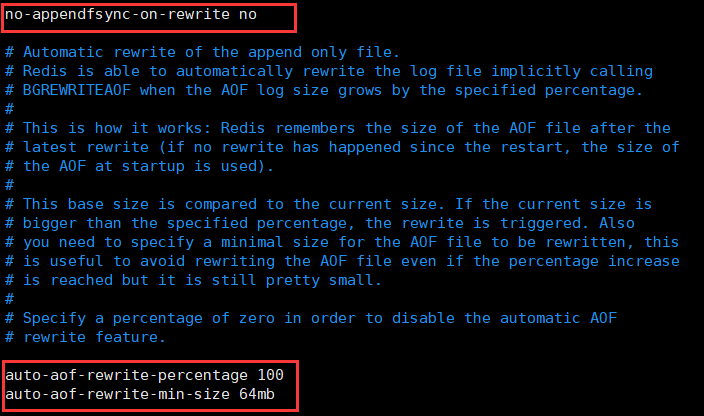 no-appendfsync-on-rewrite no
# Automatic rewrite of the append only file.
# Redis is able to automatically rewrite the log file implicitly calling
# BGREWRITEAOF when the AOF log size grows by the specified percentage.
#
# This is how it works: Redis remembers the size of the AOF file after the
# latest rewrite (if no rewrite has happened since the restart, the size of
# the AOF at startup is used).
#
# This base size is compared to the current size. If the current size is
# bigger than the specified percentage, the rewrite is triggered. Also
# you need to specify a minimal size for the AOF file to be rewritten, this
# is useful to avoid rewriting the AOF file even if the percentage increase
# is reached but it is still pretty small.
#
# Specify a percentage of zero in order to disable the automatic AOF
# rewrite feature.
auto-aof-rewrite-percentage 100
auto-aof-rewrite-min-size 64mb